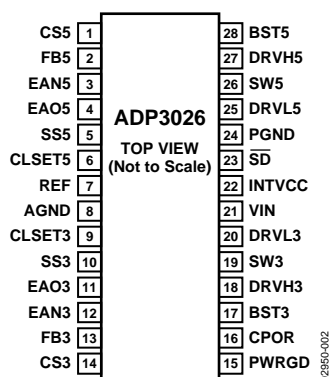 CS5 1
FB5 2
EAN5 3
EAO5 4
SS5 5
CLSET5 6
REF 7
AGND 8
CLSET3 9
SS3 10
EAO3 11
EAN3 12
FB3 13
CS3 14
ADP3026
TOP VIEW
(Not to Scale)
28 BST5
27 DRVH5
26 SW5
25 DRVL5
24 PGND
23 SD
22 INTVCC
21 VIN
20 DRVL3
19 SW3
18 DRVH3
17 BST3
16 CPOR
15 PWRGD
2950-002